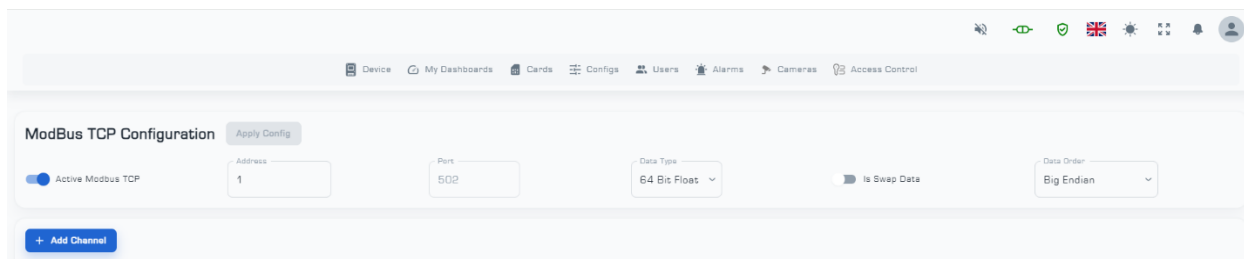 Device My Dashboards Cards Configs Users Alarms Cameras Access Control
ModBus TCP Configuration Apply Config
Address Port Data Type Data Order
Active Modbus TCP 1 502 64 Bit Float Is Swap Data Big Endian
+ Add Channel